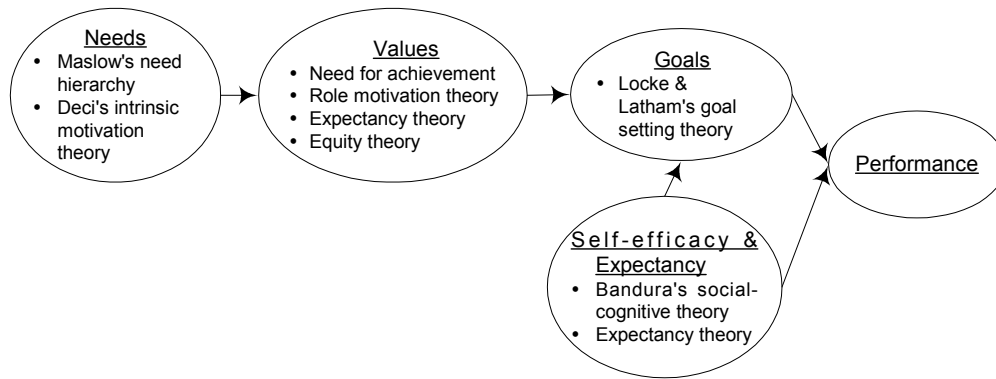 Needs
• Maslow's need
hierarchy
• Deci's intrinsic
motivation
theory
Values
• Need for achievement
• Role motivation theory
• Expectancy theory
• Equity theory
Goals
• Locke &
Latham's goal
setting theory
Performance
Self-efficacy &
Expectancy
• Bandura's social-
cognitive theory
• Expectancy theory